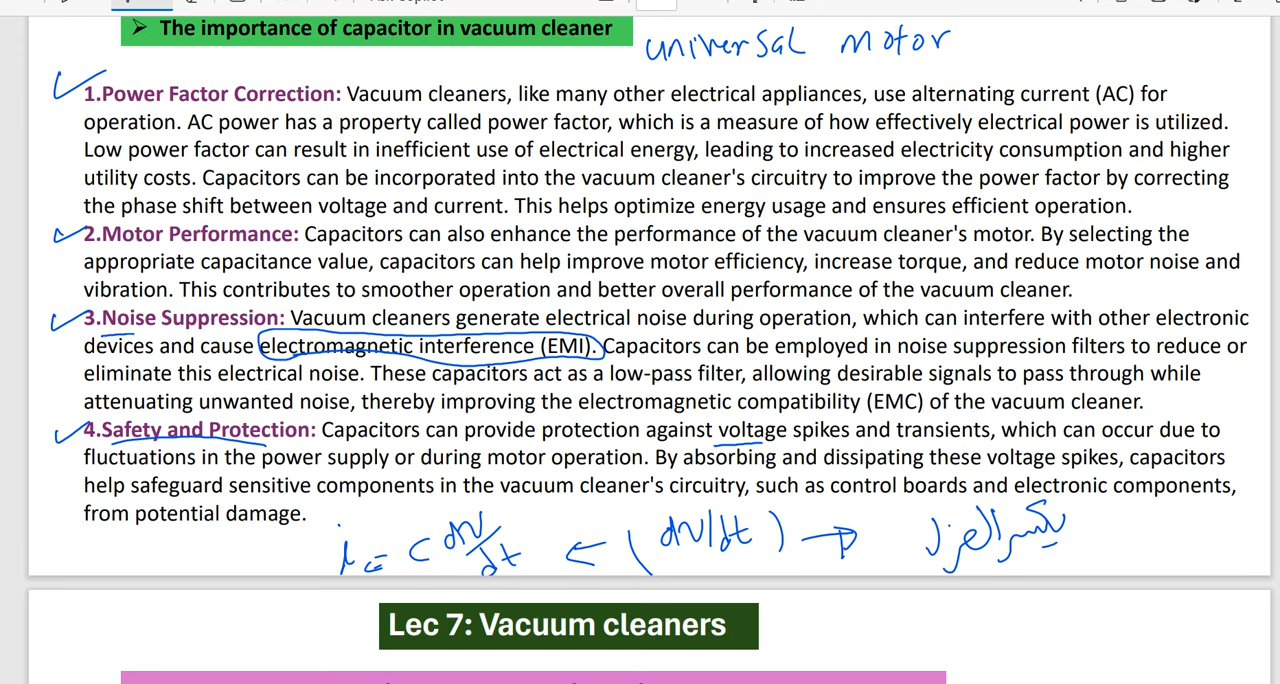 The importance of capacitor in vacuum cleaner
universal motor
1.Power Factor Correction: Vacuum cleaners, like many other electrical appliances, use alternating current (AC) for
operation. AC power has a property called power factor, which is a measure of how effectively electrical power is utilized.
Low power factor can result in inefficient use of electrical energy, leading to increased electricity consumption and higher
utility costs. Capacitors can be incorporated into the vacuum cleaner's circuitry to improve the power factor by correcting
the phase shift between voltage and current. This helps optimize energy usage and ensures efficient operation.
2.Motor Performance: Capacitors can also enhance the performance of the vacuum cleaner's motor. By selecting the
appropriate capacitance value, capacitors can help improve motor efficiency, increase torque, and reduce motor noise and
vibration. This contributes to smoother operation and better overall performance of the vacuum cleaner.
3.Noise Suppression: Vacuum cleaners generate electrical noise during operation, which can interfere with other electronic
devices and cause electromagnetic interference (EMI). Capacitors can be employed in noise suppression filters to reduce or
eliminate this electrical noise. These capacitors act as a low-pass filter, allowing desirable signals to pass through while
attenuating unwanted noise, thereby improving the electromagnetic compatibility (EMC) of the vacuum cleaner.
4.Safety and Protection: Capacitors can provide protection against voltage spikes and transients, which can occur due to
fluctuations in the power supply or during motor operation. By absorbing and dissipating these voltage spikes, capacitors
help safeguard sensitive components in the vacuum cleaner's circuitry, such as control boards and electronic components,
from potential damage.
i = C dv/dt ← (dv/dt) →
Lec 7: Vacuum cleaners